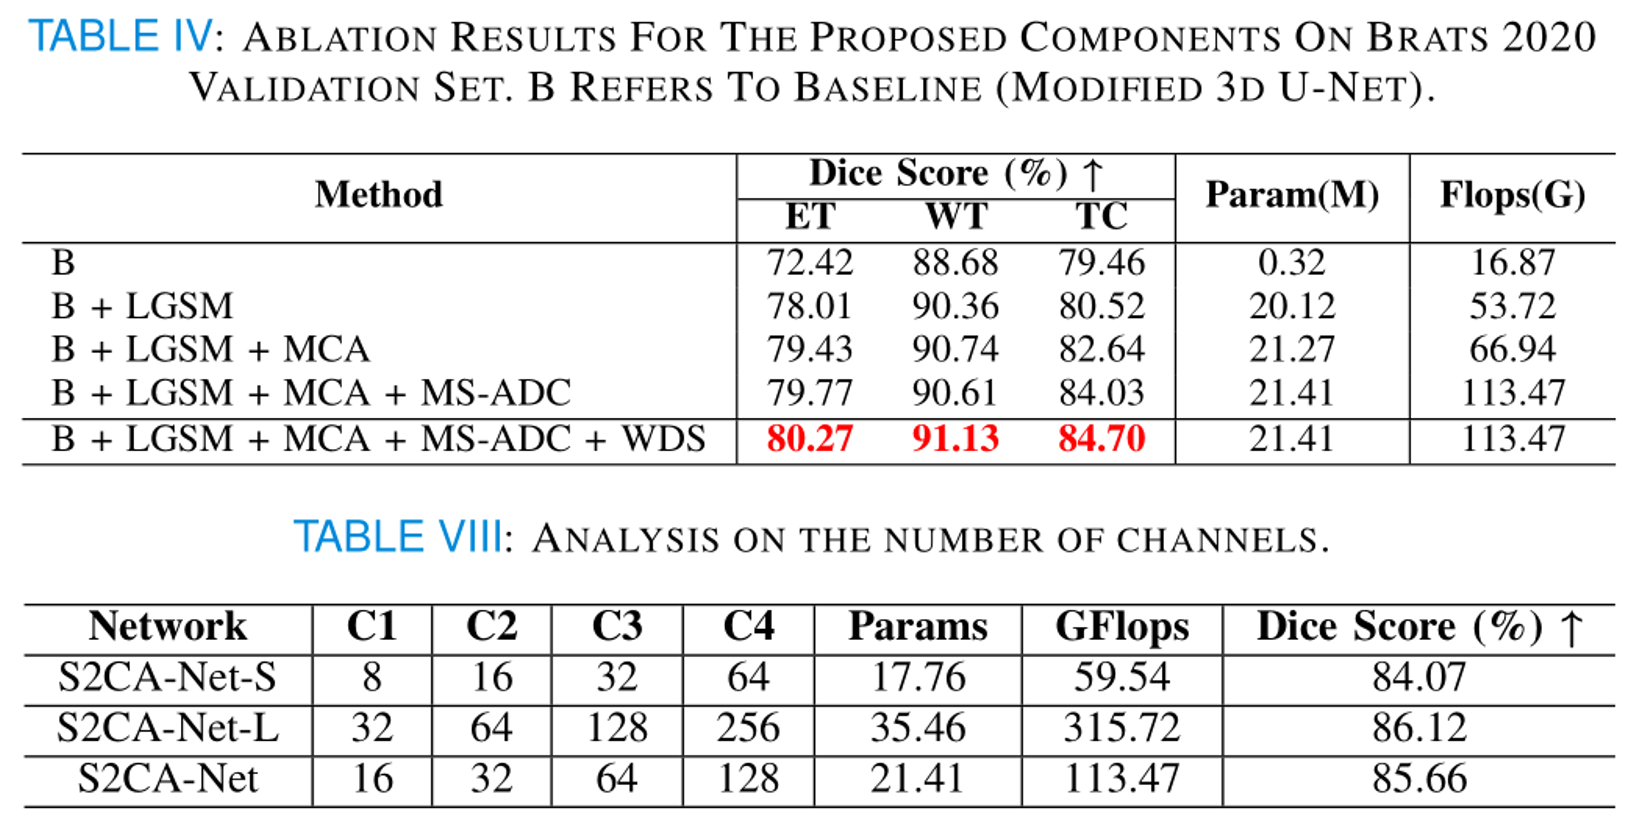 TABLE IV: ABLATION RESULTS FOR THE PROPOSED COMPONENTS ON BRATS 2020
VALIDATION SET. B REFERS TO BASELINE (MODIFIED 3D U-NET).
Method Dice Score (%) ↑ Param(M) Flops(G)
ET WT TC
B 72.42 88.68 79.46 0.32 16.87
B + LGSM 78.01 90.36 80.52 20.12 53.72
B + LGSM + MCA 79.43 90.74 82.64 21.27 66.94
B + LGSM + MCA + MS-ADC 79.77 90.61 84.03 21.41 113.47
B + LGSM + MCA + MS-ADC + WDS 80.27 91.13 84.70 21.41 113.47
TABLE VIII: ANALYSIS ON THE NUMBER OF CHANNELS.
Network C1 C2 C3 C4 Params GFlops Dice Score (%) ↑
S2CA-Net-S 8 16 32 64 17.76 59.54 84.07
S2CA-Net-L 32 64 128 256 35.46 315.72 86.12
S2CA-Net 16 32 64 128 21.41 113.47 85.66